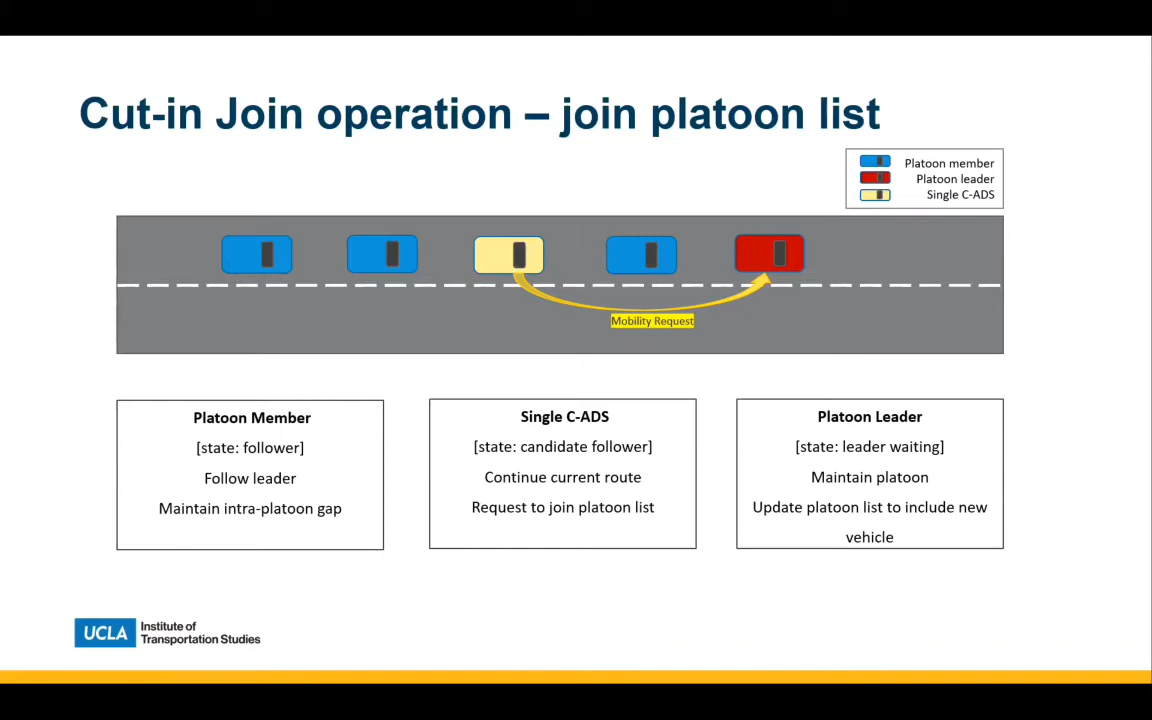 Cut-in Join operation – join platoon list
Platoon member
Platoon leader
Single C-ADS
Mobility Request
Platoon Member
[state: follower]
Follow leader
Maintain intra-platoon gap
Single C-ADS
[state: candidate follower]
Continue current route
Request to join platoon list
Platoon Leader
[state: leader waiting]
Maintain platoon
Update platoon list to include new
vehicle
UCLA
Institute of
Transportation Studies